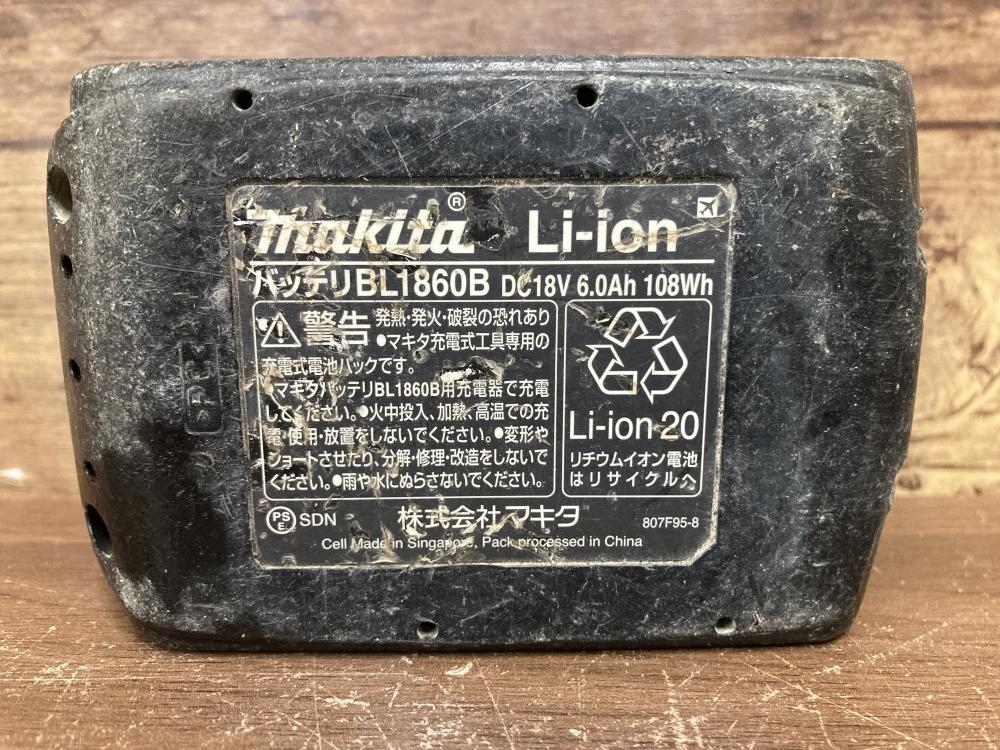 makita® Li-ion
バッテリBL1860B DC18V 6.0Ah 108Wh
警告 発熱・発火・破裂の恐れあり
●マキタ充電式工具専用の
充電式電池パックです。
マキタバッテリBL1860B用充電器で充電
してください。●火中投入、加熱、高温での充
電・使用・放置をしないでください。●変形や
ショートさせたり、分解・修理・改造をしないで
ください。●雨や水にぬらさないでください。
Li-ion 20
リチウムイオン電池
はリサイクルへ
PS
E
SDN 株式会社マキタ 807F95-8
Cell Made in Singapore, Pack processed in China